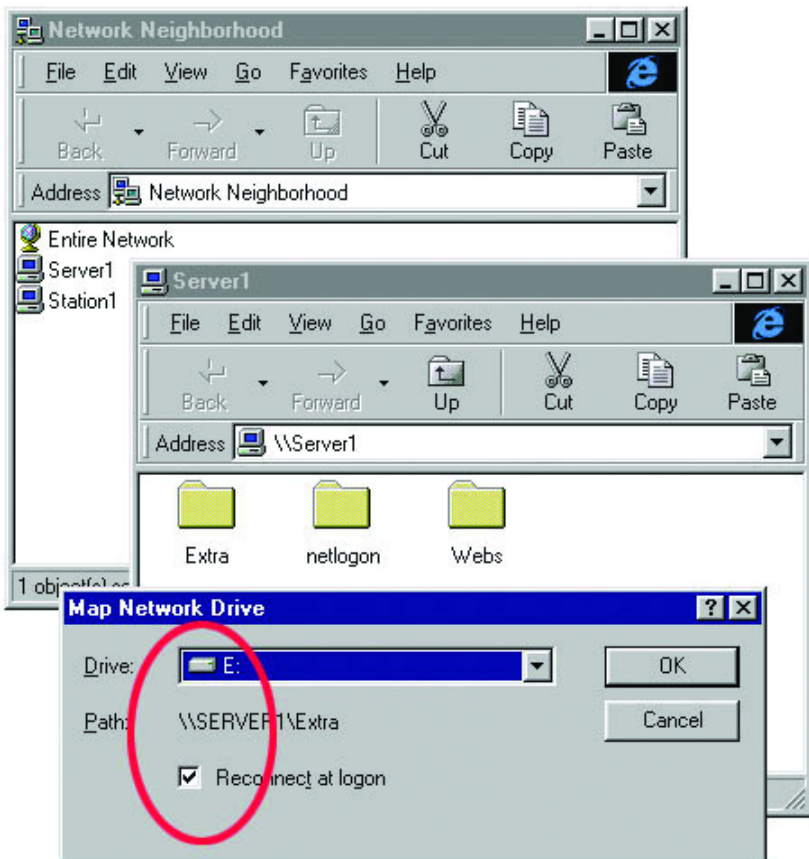 Network Neighborhood
File Edit View Go Favorites Help
Back Forward Up Cut Copy Paste
Address Network Neighborhood
Entire Network
Server1
Station1
Server1
File Edit View Go Favorites Help
Back Forward Up Cut Copy Paste
Address \\Server1
Extra netlogon Webs
1 object(s)
Map Network Drive
Drive: E: OK
Path: \\SERVER1\Extra Cancel
Reconnect at logon